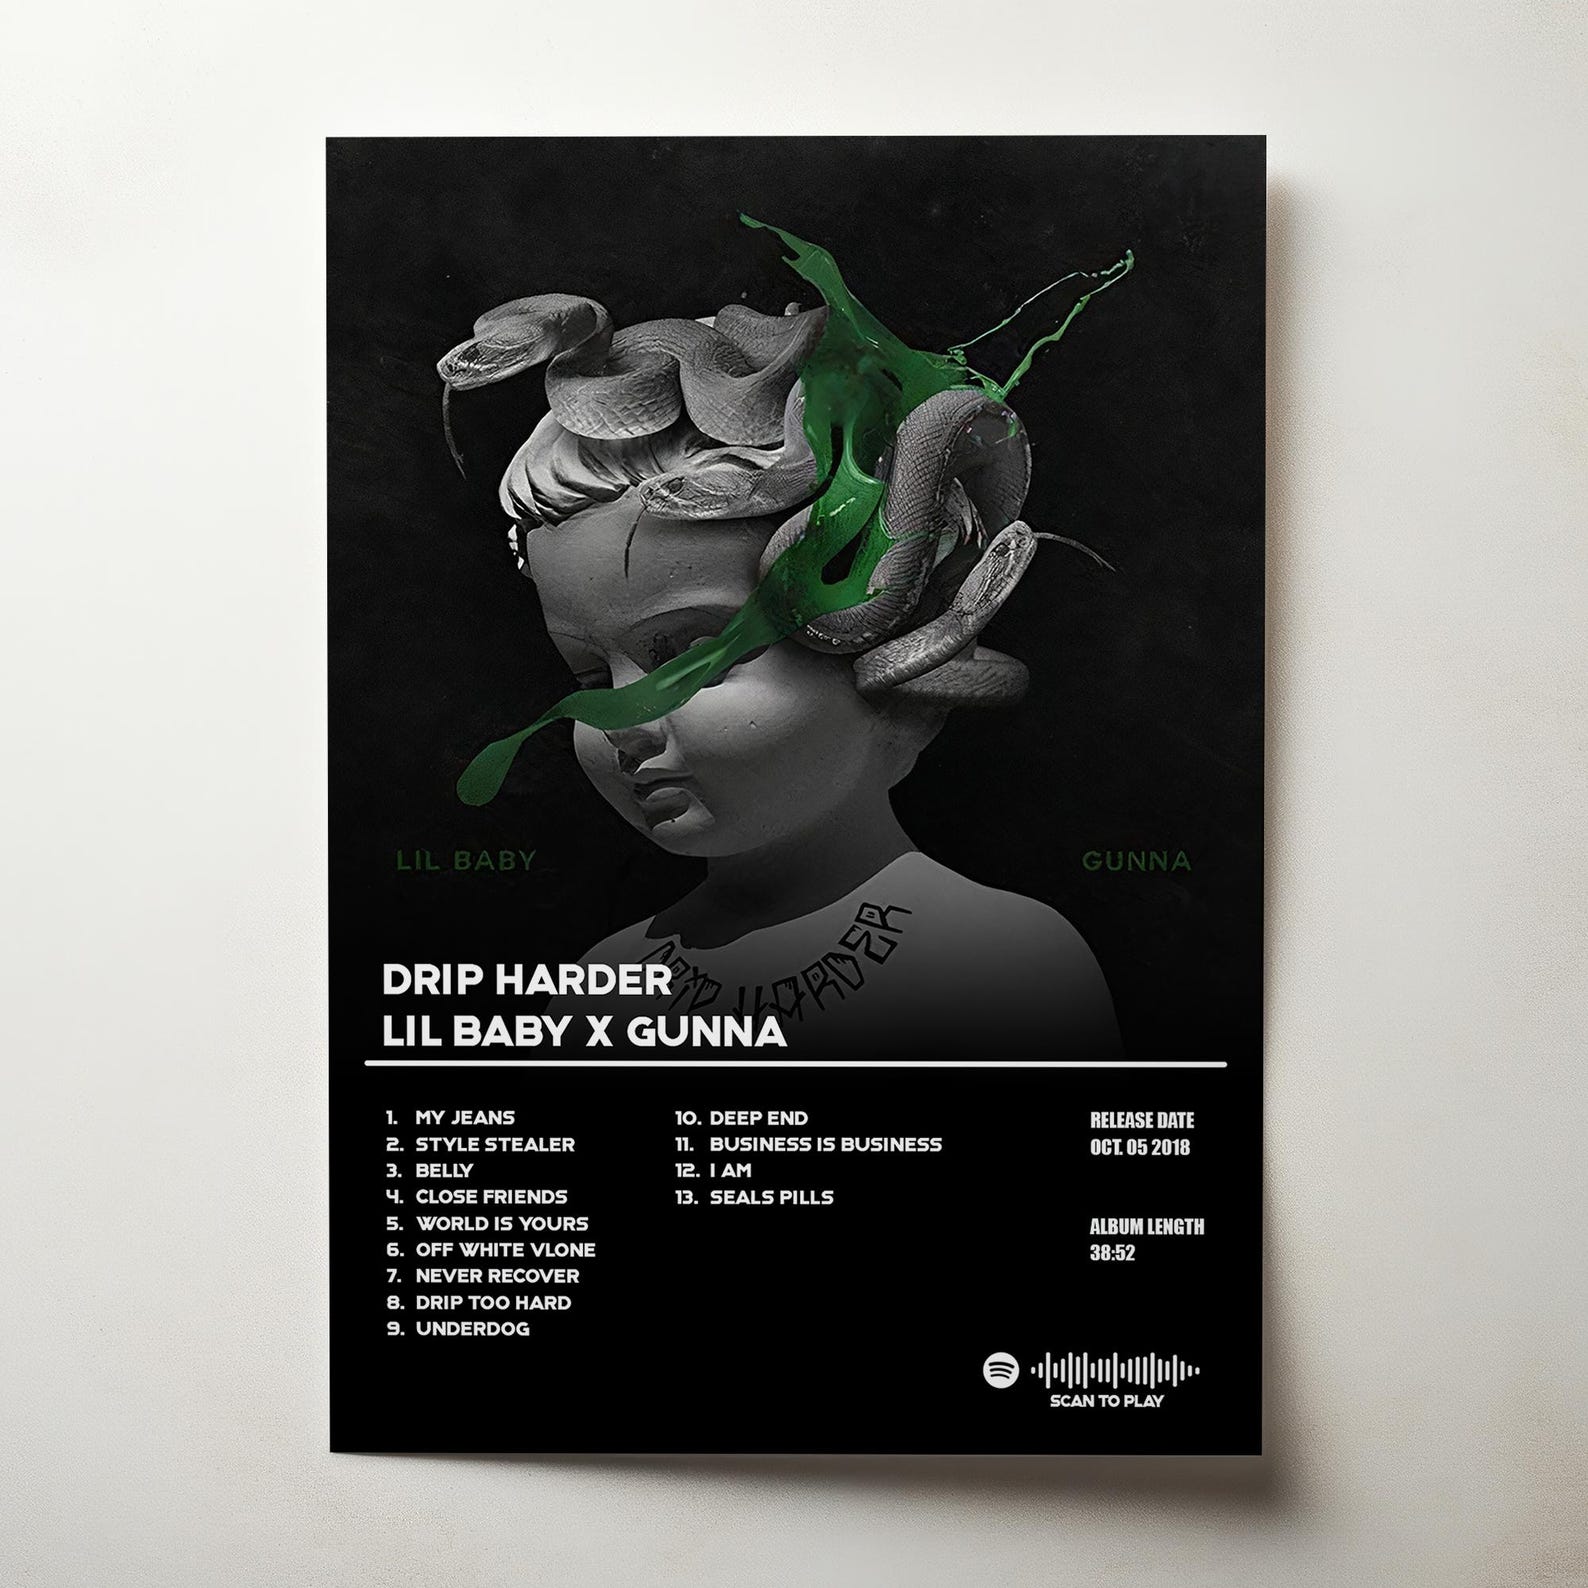 LIL BABY
GUNNA
DRIP HARDER
DRIP HARDER
LIL BABY X GUNNA
1. MY JEANS
2. STYLE STEALER
3. BELLY
4. CLOSE FRIENDS
5. WORLD IS YOURS
6. OFF WHITE VLONE
7. NEVER RECOVER
8. DRIP TOO HARD
9. UNDERDOG
10. DEEP END
11. BUSINESS IS BUSINESS
12. I AM
13. SEALS PILLS
RELEASE DATE
OCT. 05 2018
ALBUM LENGTH
38:52
SCAN TO PLAY